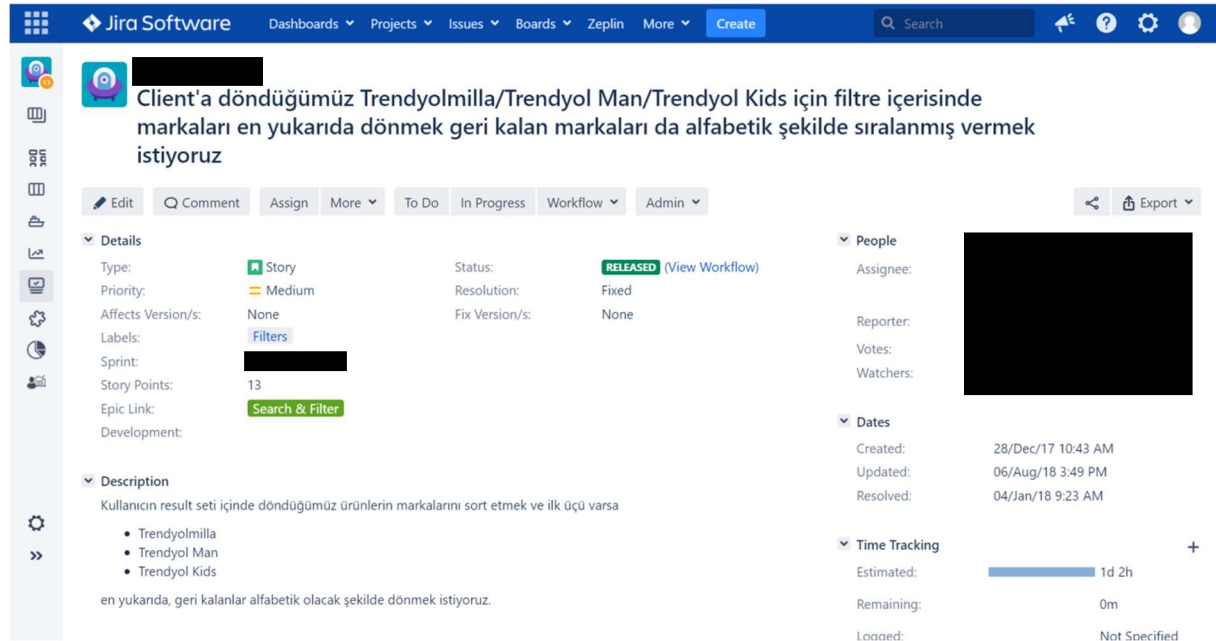 Jira Software Dashboards Projects Issues Boards Zeplin More Create Search
Client'a döndüğümüz Trendyolmilla/Trendyol Man/Trendyol Kids için filtre içerisinde
markaları en yukarıda dönmek geri kalan markaları da alfabetik şekilde sıralanmış vermek
istiyoruz
Edit Comment Assign More To Do In Progress Workflow Admin Export
Details
Type: Story Status: RELEASED (View Workflow)
Priority: Medium Resolution: Fixed
Affects Version/s: None Fix Version/s: None
Labels: Filters
Sprint:
Story Points: 13
Epic Link: Search & Filter
Development:
Description
Kullanıcın result seti içinde döndüğümüz ürünlerin markalarını sort etmek ve ilk üçü varsa
• Trendyolmilla
• Trendyol Man
• Trendyol Kids
en yukarıda, geri kalanlar alfabetik olacak şekilde dönmek istiyoruz.
People
Assignee:
Reporter:
Votes:
Watchers:
Dates
Created: 28/Dec/17 10:43 AM
Updated: 06/Aug/18 3:49 PM
Resolved: 04/Jan/18 9:23 AM
Time Tracking
Estimated: 1d 2h
Remaining: 0m
Logged: Not Specified